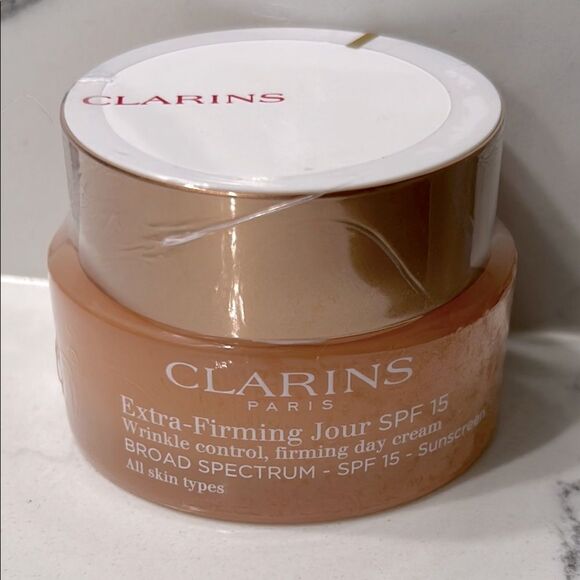 CLARINS
CLARINS
PARIS
Extra-Firming Jour SPF 15
Wrinkle control, firming day cream
BROAD SPECTRUM - SPF 15 - Sunscreen
All skin types